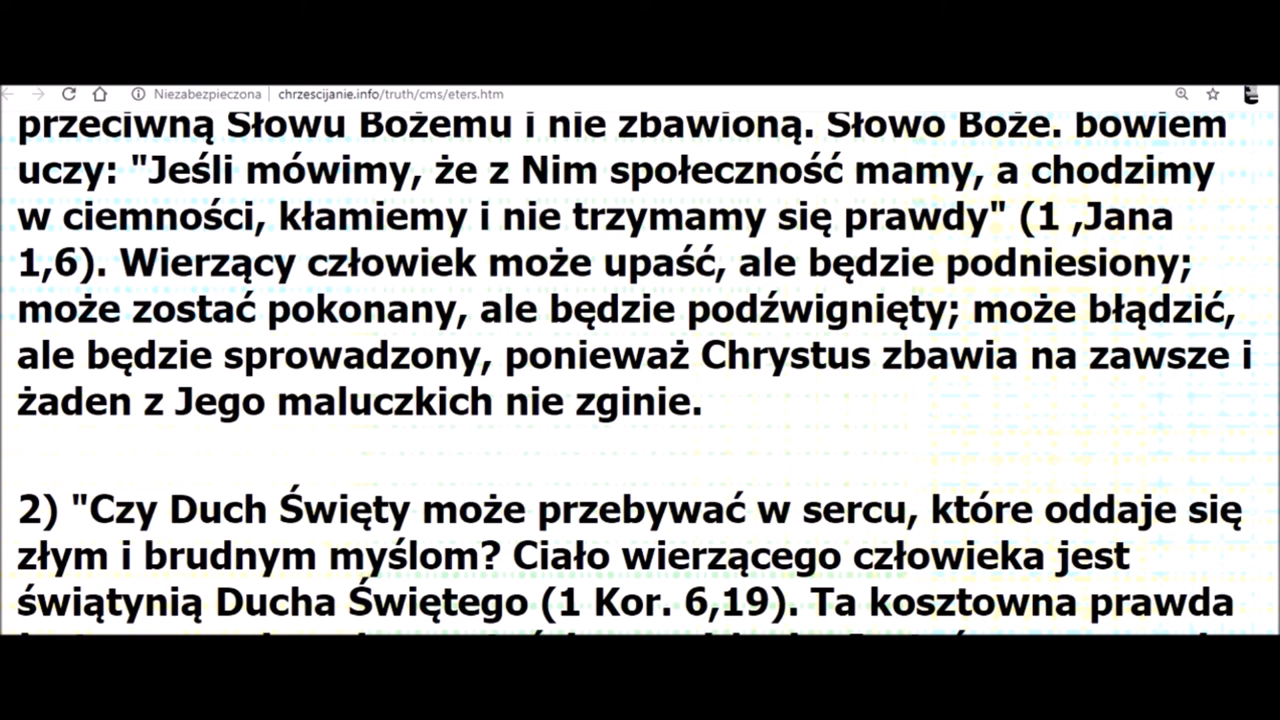 Niezabezpieczona chrzescijanie.info/truth/cms/eters.htm
przeciwną Słowu Bożemu i nie zbawioną. Słowo Boże. bowiem
uczy: "Jeśli mówimy, że z Nim społeczność mamy, a chodzimy
w ciemności, kłamiemy i nie trzymamy się prawdy" (1 ,Jana
1,6). Wierzący człowiek może upaść, ale będzie podniesiony;
może zostać pokonany, ale będzie podźwignięty; może błądzić,
ale będzie sprowadzony, ponieważ Chrystus zbawia na zawsze i
żaden z Jego maluczkich nie zginie.
2) "Czy Duch Święty może przebywać w sercu, które oddaje się
złym i brudnym myślom? Ciało wierzącego człowieka jest
świątynią Ducha Świętego (1 Kor. 6,19). Ta kosztowna prawda